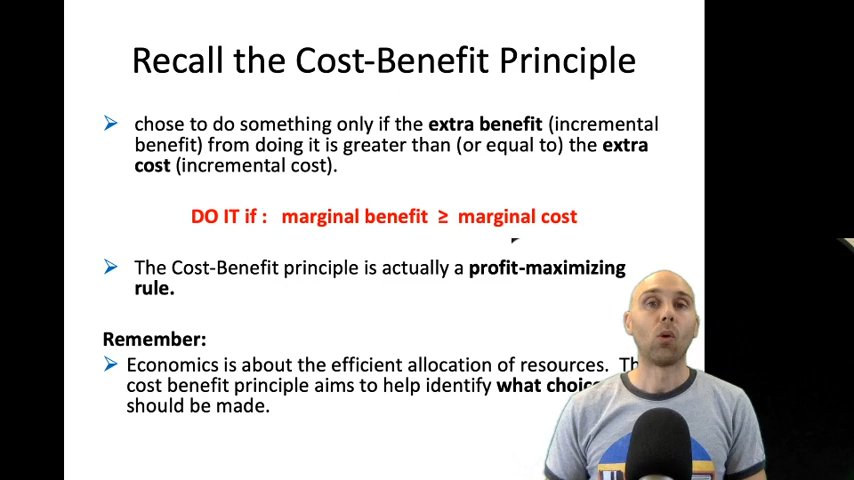 Recall the Cost-Benefit Principle
chose to do something only if the extra benefit (incremental
benefit) from doing it is greater than (or equal to) the extra
cost (incremental cost).
DO IT if : marginal benefit ≥ marginal cost
The Cost-Benefit principle is actually a profit-maximizing
rule.
Remember:
Economics is about the efficient allocation of resources.
cost benefit principle aims to help identify what
should be made.